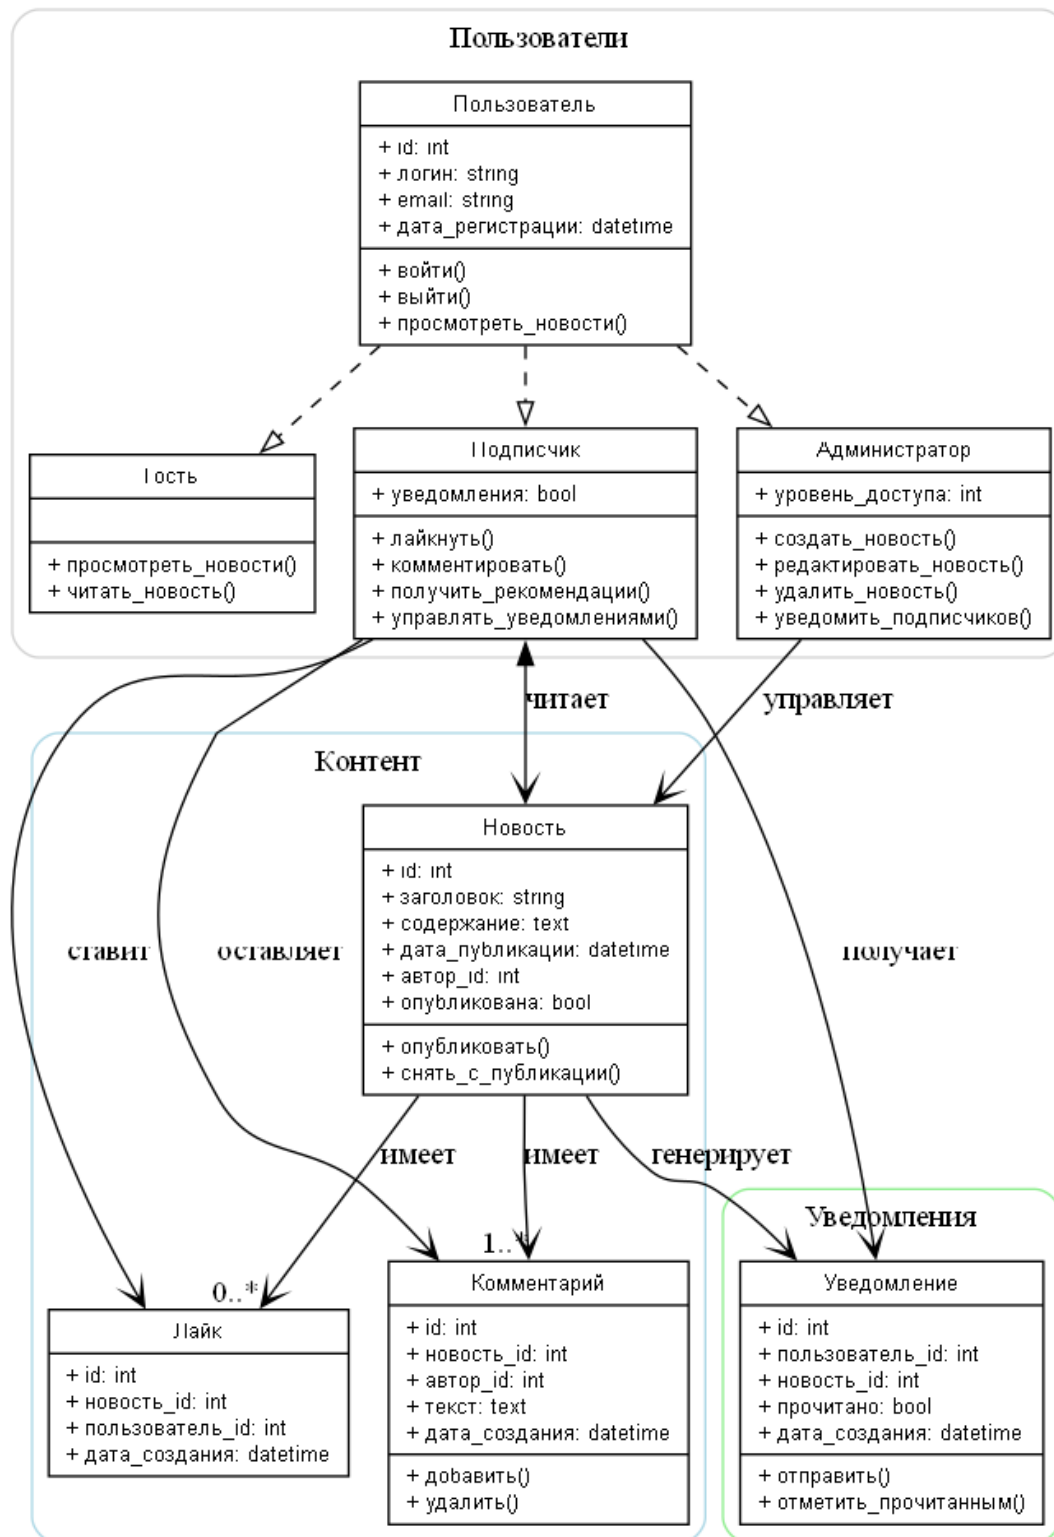 Пользователи
Пользователь
+ id: int
+ логин: string
+ email: string
+ дата_регистрации: datetime
+ войти()
+ выйти()
+ просмотреть_новости()
Гость
+ просмотреть_новости()
+ читать_новость()
Подписчик
+ уведомления: bool
+ лайкнуть()
+ комментировать()
+ получить_рекомендации()
+ управлять_уведомлениями()
Администратор
+ уровень_доступа: int
+ создать_новость()
+ редактировать_новость()
+ удалить_новость()
+ уведомить_подписчиков()
читает
управляет
Контент
Новость
+ id: int
+ заголовок: string
+ содержание: text
+ дата_публикации: datetime
+ автор_id: int
+ опубликована: bool
+ опубликовать()
+ снять_с_публикации()
ставит
оставляет
получает
имеет
имеет
генерирует
Уведомления
0..*
1..*
Лайк
+ id: int
+ новость_id: int
+ пользователь_id: int
+ дата_создания: datetime
Комментарий
+ id: int
+ новость_id: int
+ автор_id: int
+ текст: text
+ дата_создания: datetime
+ добавить()
+ удалить()
Уведомление
+ id: int
+ пользователь_id: int
+ новость_id: int
+ прочитано: bool
+ дата_создания: datetime
+ отправить()
+ отметить_прочитанным()